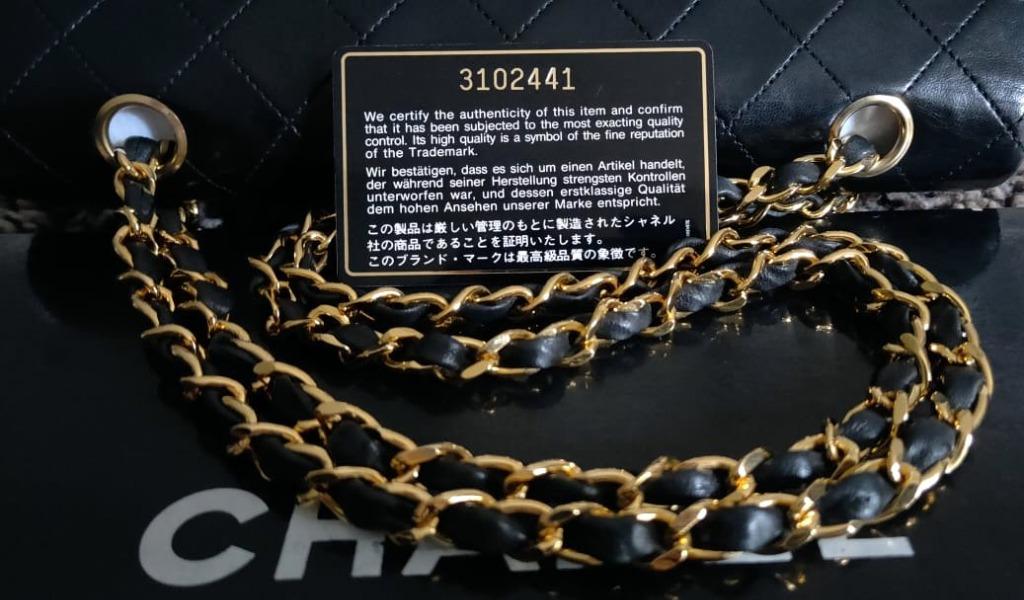 3102441
We certify the authenticity of this item and confirm
that it has been subjected to the most exacting quality
control. Its high quality is a symbol of the fine reputation
of the Trademark.
Wir bestätigen, dass es sich um einen Artikel handelt,
der während seiner Herstellung strengsten Kontrollen
unterworfen war, und dessen erstklassige Qualität
dem hohen Ansehen unserer Marke entspricht.
この製品は厳しい管理のもとに製造されたシャネル
社の商品であることを証明いたします。
このブランド・マークは最高級品質の象徴です。
CHANEL